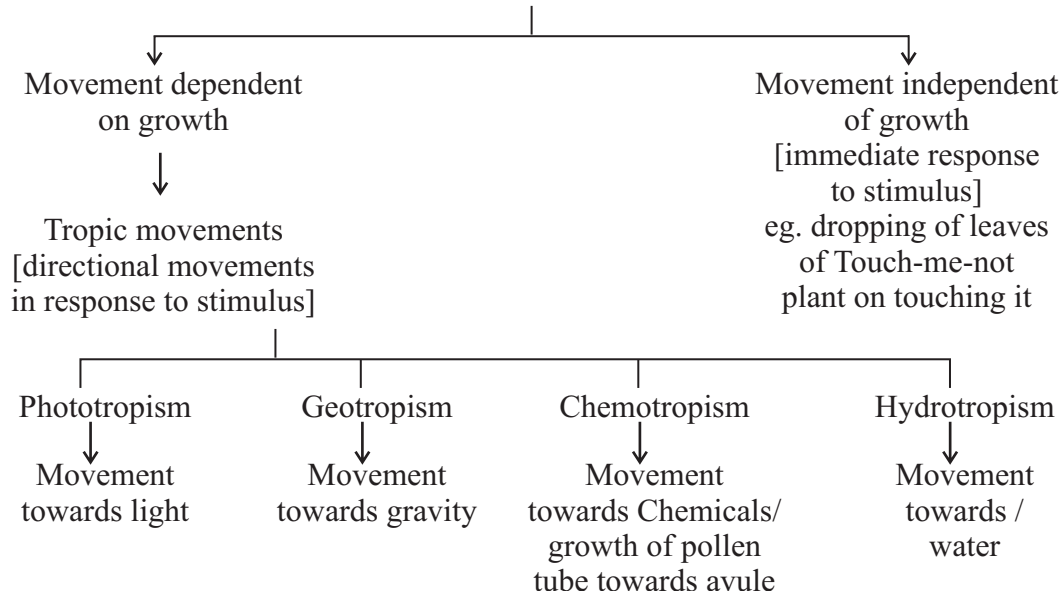 Movement dependent
on growth
Movement independent
of growth
[immediate response
to stimulus]
eg. dropping of leaves
of Touch-me-not
plant on touching it
Tropic movements
[directional movements
in response to stimulus]
Phototropism
Geotropism
Chemotropism
Hydrotropism
Movement
towards light
Movement
towards gravity
Movement
towards Chemicals/
growth of pollen
tube towards avule
Movement
towards /
water